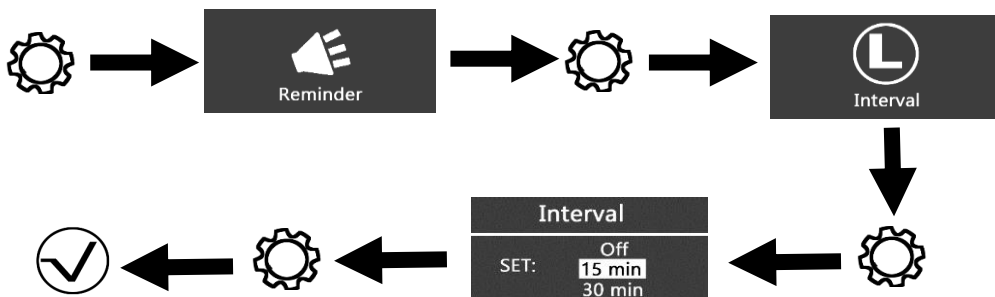 Reminder
Interval
Interval
SET:
Off
15 min
30 min